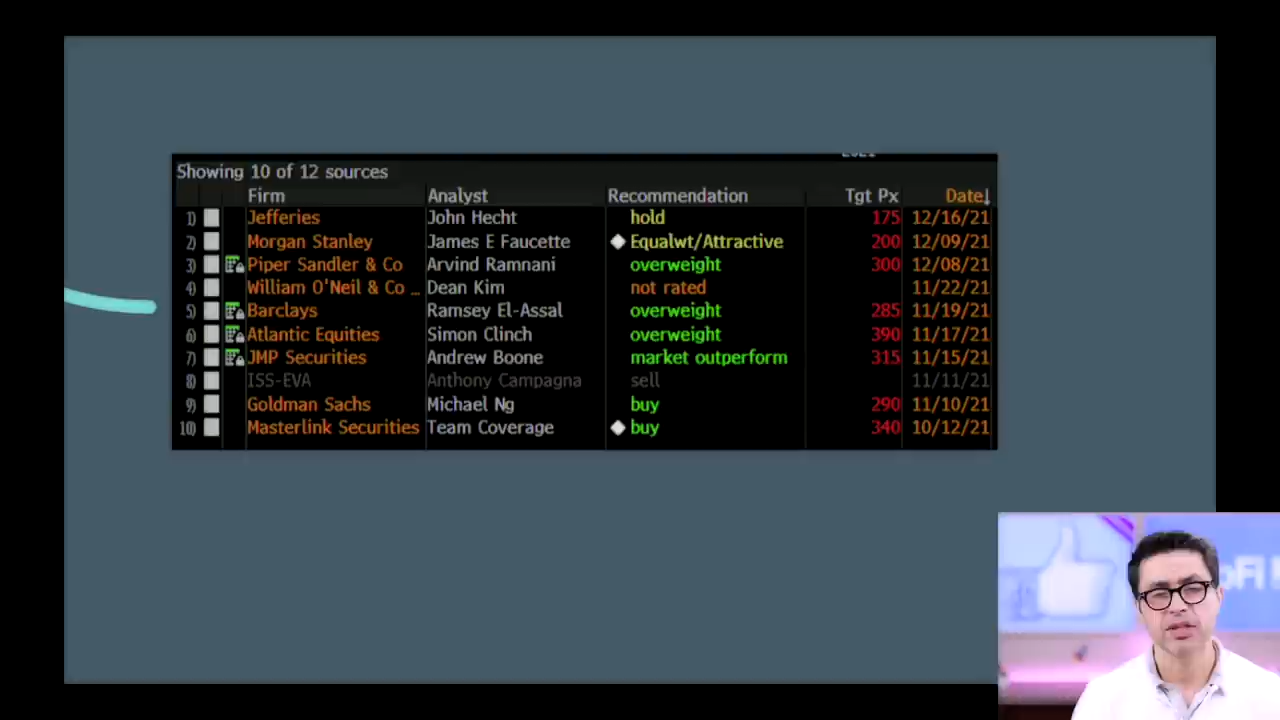 Showing 10 of 12 sources
Firm Analyst Recommendation Tgt Px Date↓
1) Jefferies John Hecht hold 175 12/16/21
2) Morgan Stanley James E Faucette Equalwt/Attractive 200 12/09/21
3) Piper Sandler & Co Arvind Ramnani overweight 300 12/08/21
4) William O'Neil & Co … Dean Kim not rated 11/22/21
5) Barclays Ramsey El-Assal overweight 285 11/19/21
6) Atlantic Equities Simon Clinch overweight 390 11/17/21
7) JMP Securities Andrew Boone market outperform 315 11/15/21
8) ISS-EVA Anthony Campagna sell 11/11/21
9) Goldman Sachs Michael Ng buy 290 11/10/21
10) Masterlink Securities Team Coverage buy 340 10/12/21